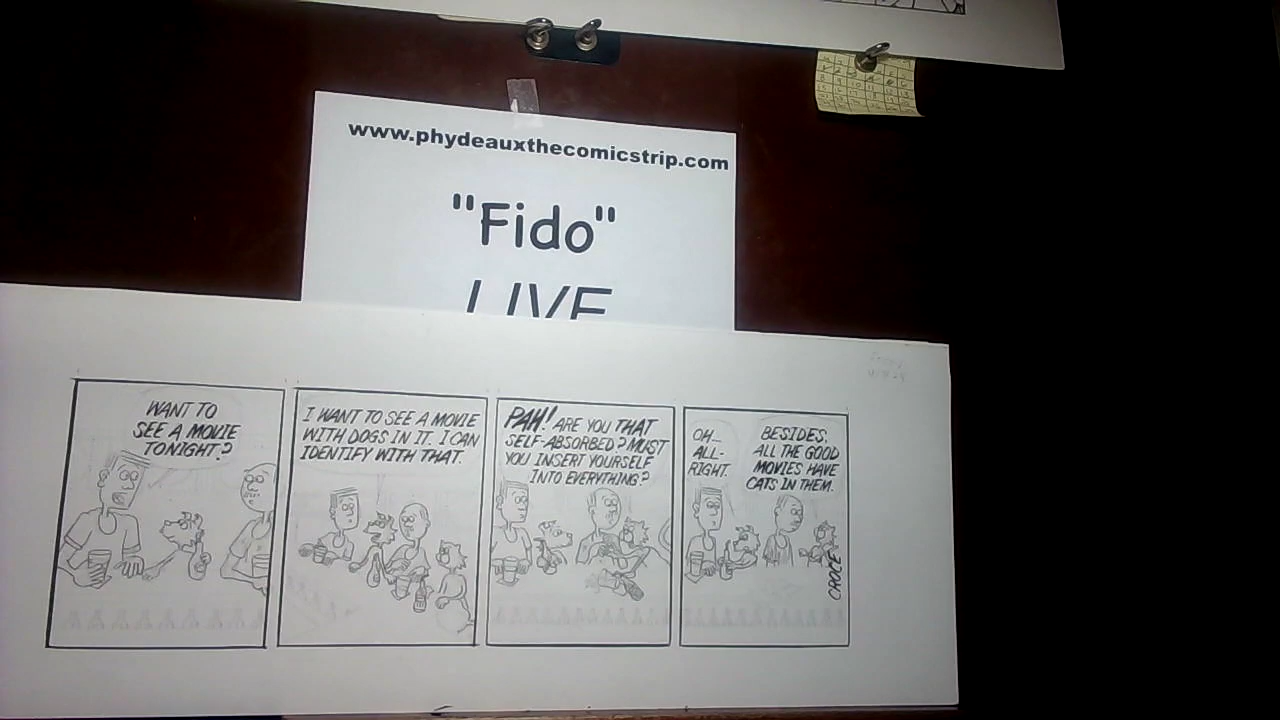 www.phydeauxthecomicstrip.com
"Fido"
LIVE
WANT TO
SEE A MOVIE
TONIGHT?
I WANT TO SEE A MOVIE
WITH DOGS IN IT. I CAN
IDENTIFY WITH THAT.
PAH! ARE YOU THAT
SELF-ABSORBED? MUST
YOU INSERT YOURSELF
INTO EVERYTHING?
OH...
ALL-
RIGHT.
BESIDES,
ALL THE GOOD
MOVIES HAVE
CATS IN THEM.
CROCE